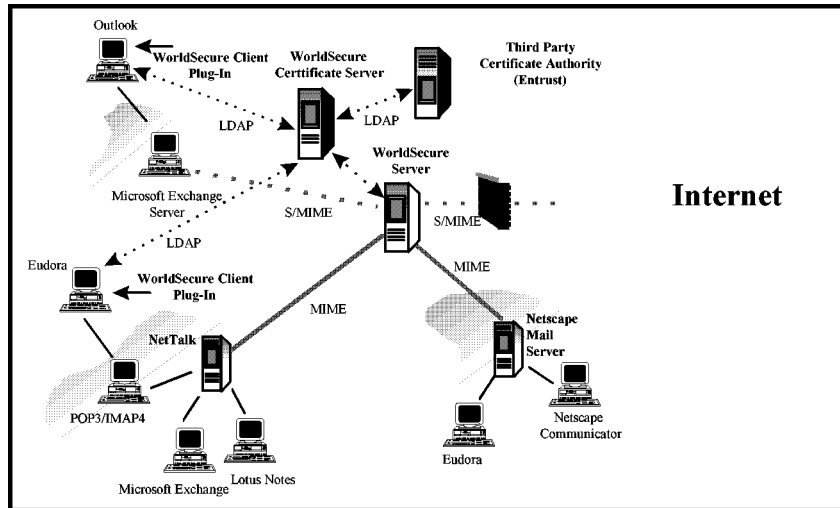 Outlook
WorldSecure Client
Plug-In
WorldSecure
Certtificate Server
Third Party
Certificate Authority
(Entrust)
LDAP
LDAP
WorldSecure
Server
Microsoft Exchange
Server
S/MIME
S/MIME
Internet
LDAP
Eudora
WorldSecure Client
Plug-In
MIME
MIME
NetTalk
Netscape
Mail
Server
POP3/IMAP4
Netscape
Communicator
Eudora
Microsoft Exchange
Lotus Notes